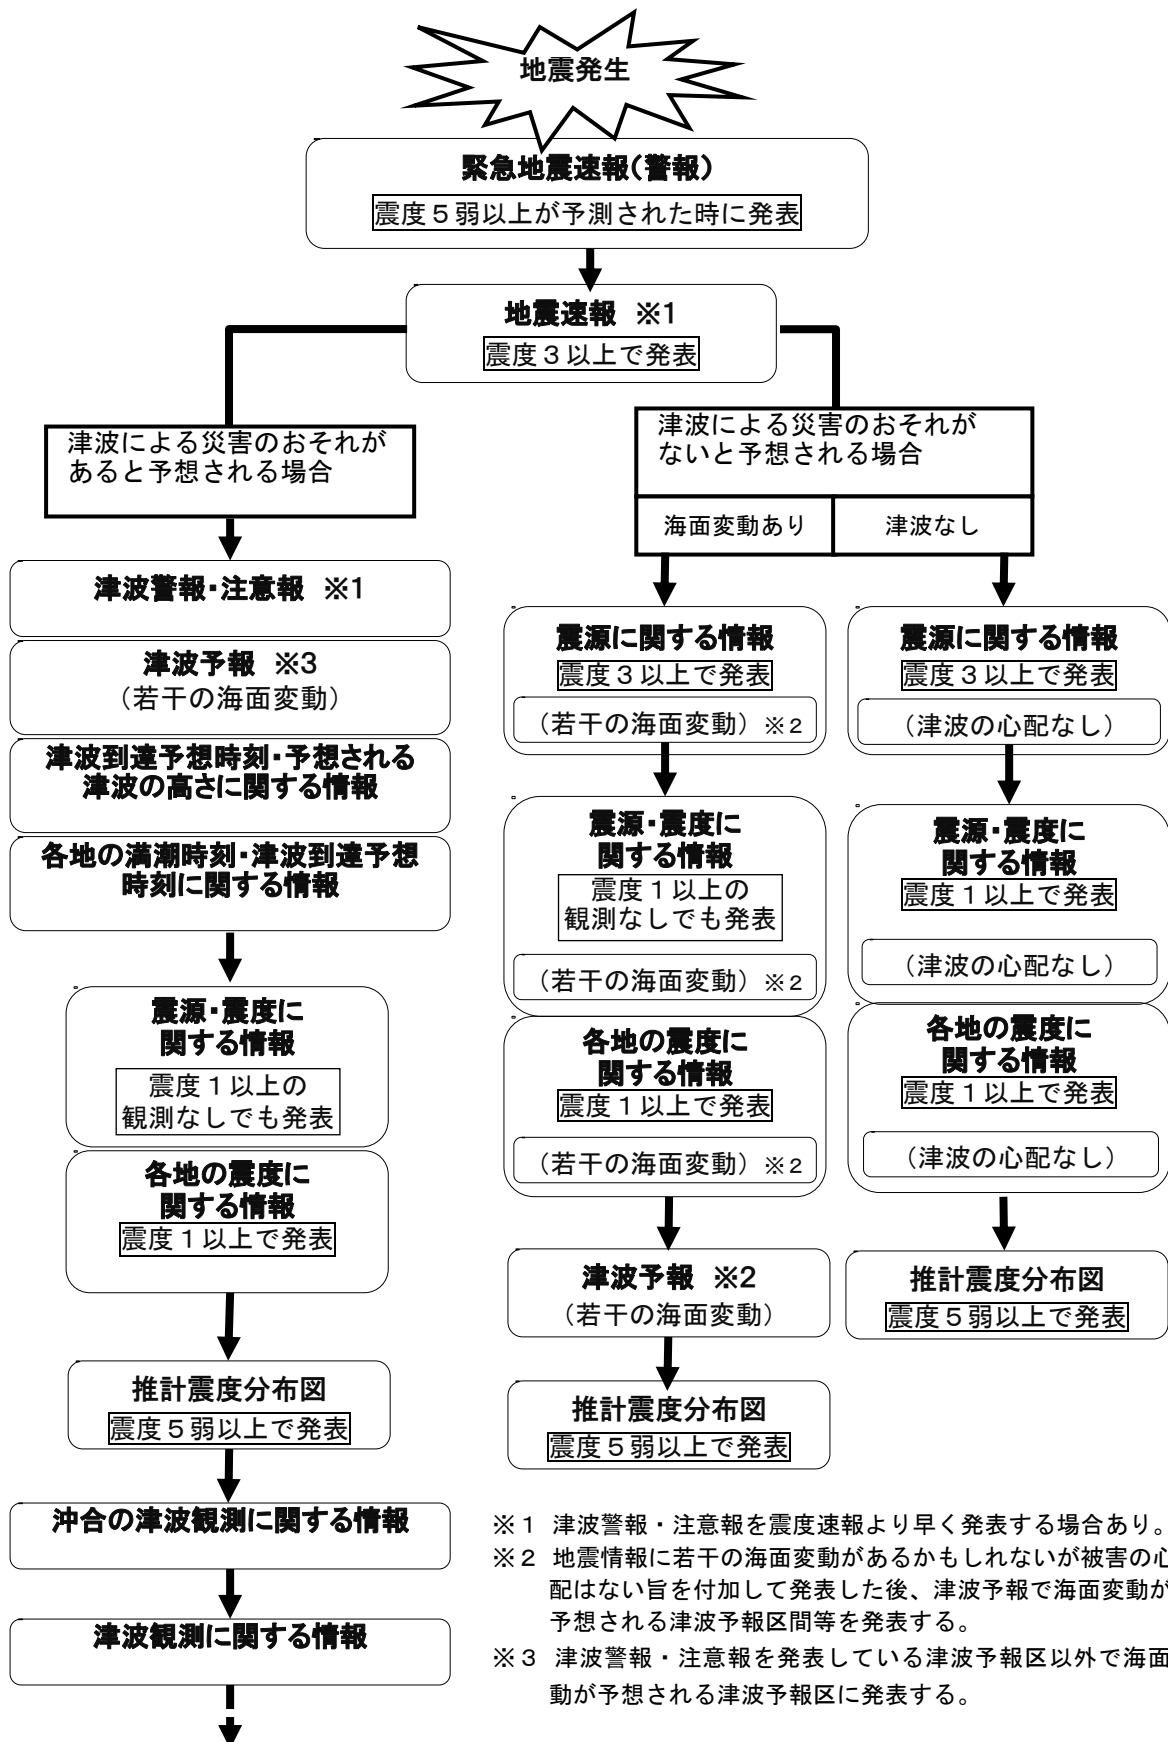 地震発生
緊急地震速報(警報)
震度5弱以上が予測された時に発表
地震速報 ※1
震度3以上で発表
津波による災害のおそれが
あると予想される場合
津波警報・注意報 ※1
津波予報 ※3
(若干の海面変動)
津波到達予想時刻・予想される
津波の高さに関する情報
各地の満潮時刻・津波到達予想
時刻に関する情報
震源・震度に
関する情報
震度1以上の
観測なしでも発表
各地の震度に
関する情報
震度1以上で発表
推計震度分布図
震度5弱以上で発表
沖合の津波観測に関する情報
津波観測に関する情報
津波による災害のおそれが
ないと予想される場合
海面変動あり
津波なし
震源に関する情報
震度3以上で発表
(若干の海面変動)※2
震源・震度に
関する情報
震度1以上の
観測なしでも発表
(若干の海面変動)※2
各地の震度に
関する情報
震度1以上で発表
(若干の海面変動)※2
津波予報 ※2
(若干の海面変動)
推計震度分布図
震度5弱以上で発表
震源に関する情報
震度3以上で発表
(津波の心配なし)
震源・震度に
関する情報
震度1以上で発表
(津波の心配なし)
各地の震度に
関する情報
震度1以上で発表
(津波の心配なし)
推計震度分布図
震度5弱以上で発表
※1 津波警報・注意報を震度速報より早く発表する場合あり。
※2 地震情報に若干の海面変動があるかもしれないが被害の心
配はない旨を付加して発表した後、津波予報で海面変動が
予想される津波予報区間等を発表する。
※3 津波警報・注意報を発表している津波予報区以外で海面
動が予想される津波予報区に発表する。